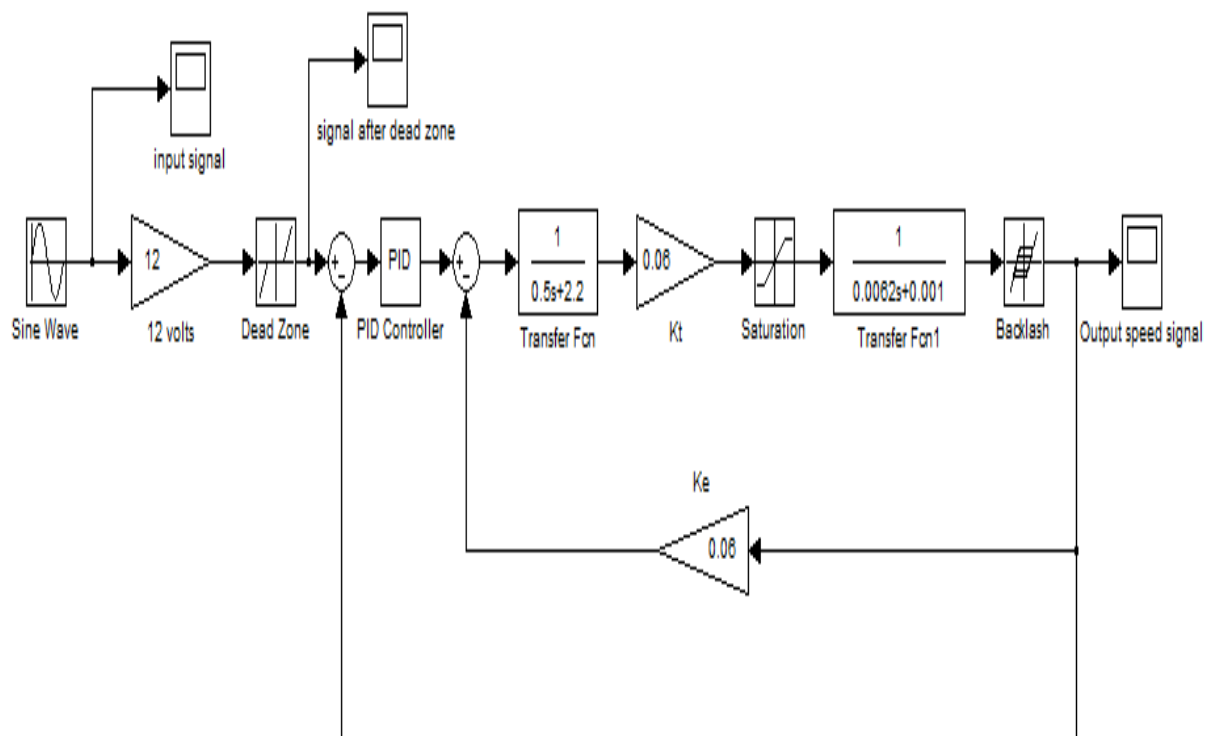 signal after dead zone
input signal
12
PID
+
−
+
−
1
0.5s+2.2
0.06
1
0.0062s+0.001
Sine Wave
12 volts
Dead Zone
PID Controller
Transfer Fcn
Kt
Saturation
Transfer Fcn1
Backlash
Output speed signal
Ke
0.06